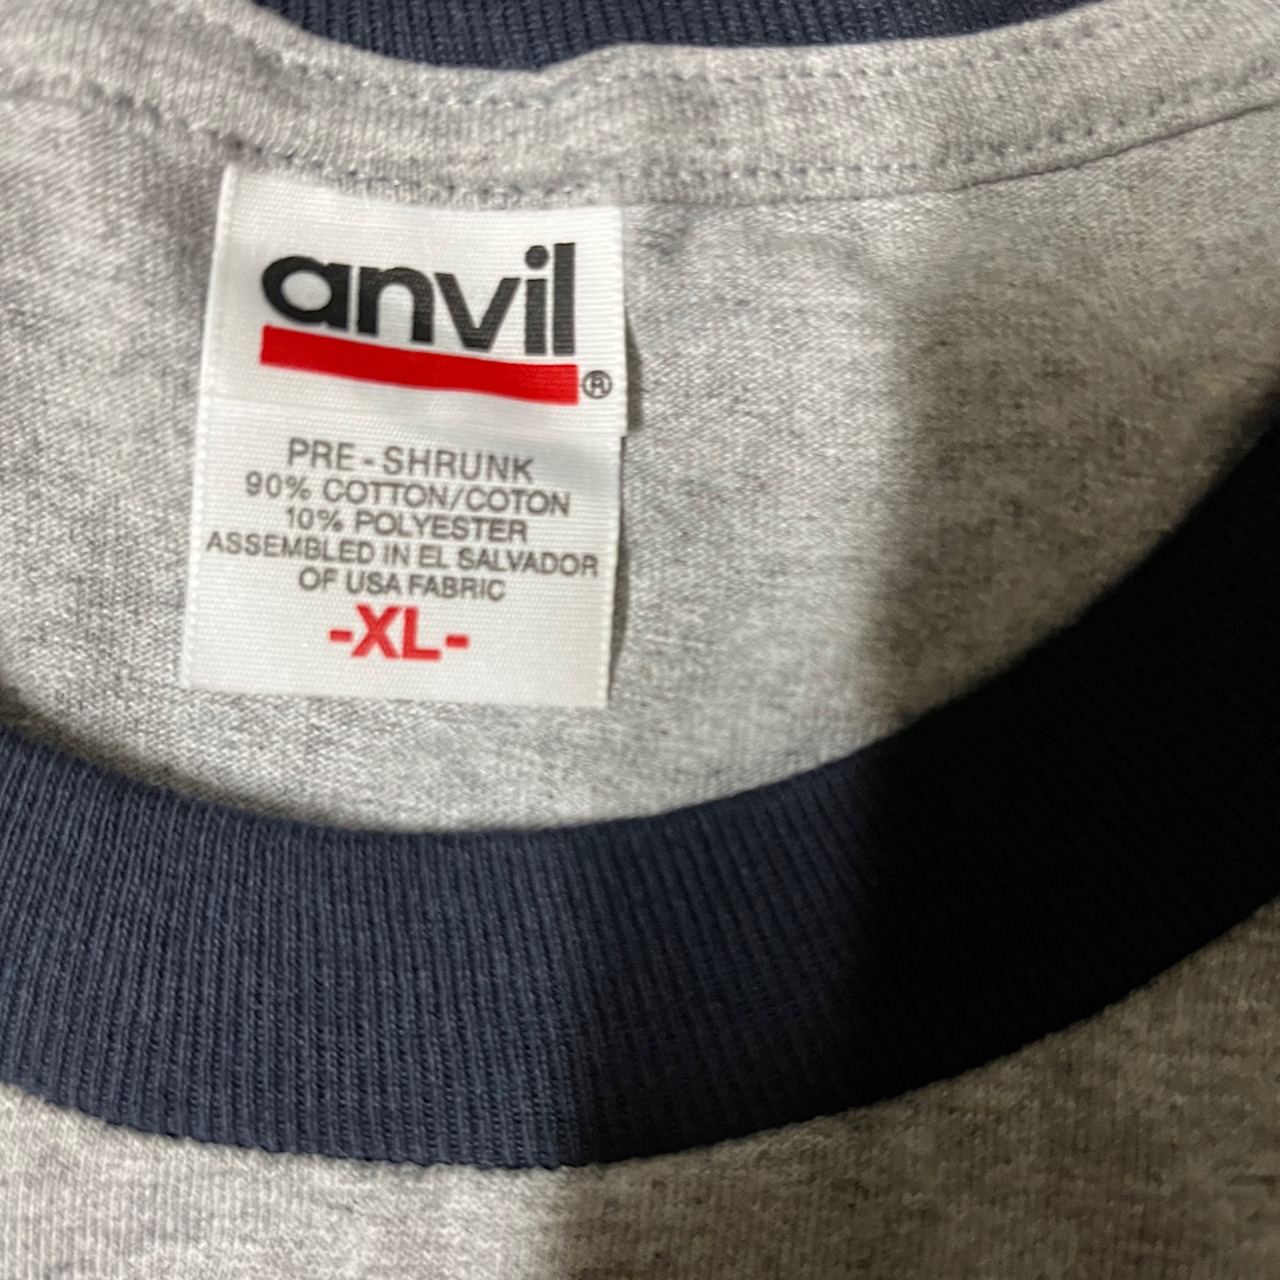 anvil®
PRE-SHRUNK
90% COTTON/COTON
10% POLYESTER
ASSEMBLED IN EL SALVADOR
OF USA FABRIC
-XL-